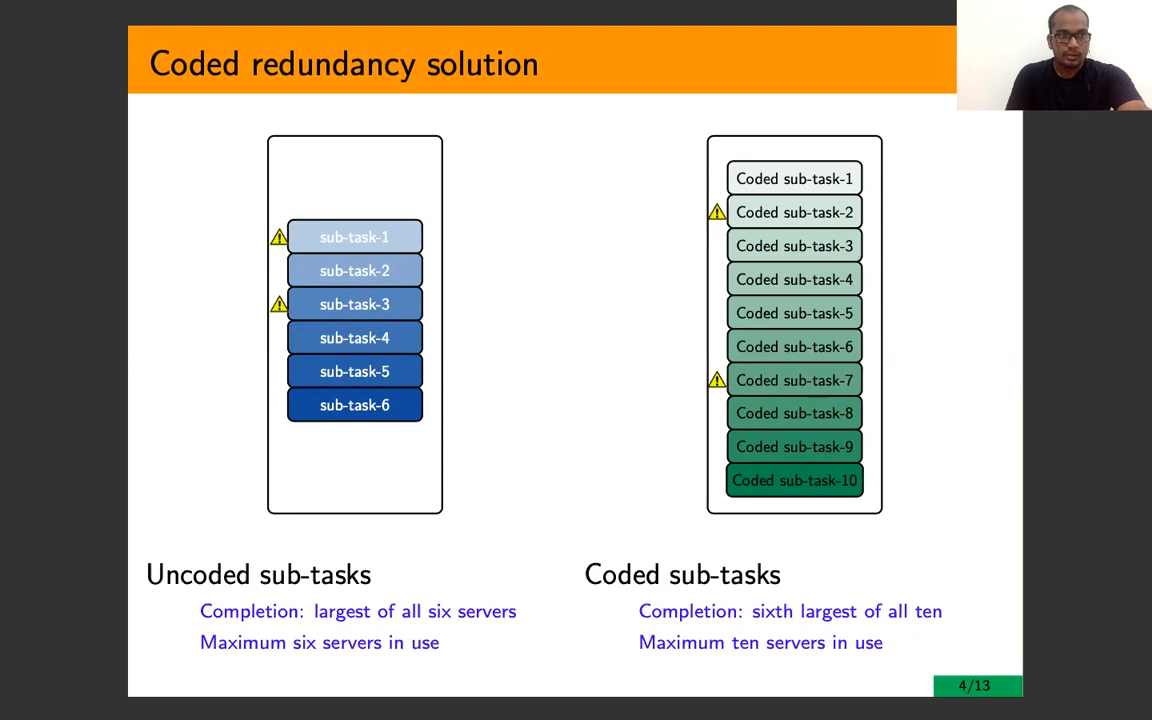 Coded redundancy solution
sub-task-1
sub-task-2
sub-task-3
sub-task-4
sub-task-5
sub-task-6
Coded sub-task-1
Coded sub-task-2
Coded sub-task-3
Coded sub-task-4
Coded sub-task-5
Coded sub-task-6
Coded sub-task-7
Coded sub-task-8
Coded sub-task-9
Coded sub-task-10
Uncoded sub-tasks
Completion: largest of all six servers
Maximum six servers in use
Coded sub-tasks
Completion: sixth largest of all ten
Maximum ten servers in use
4/13